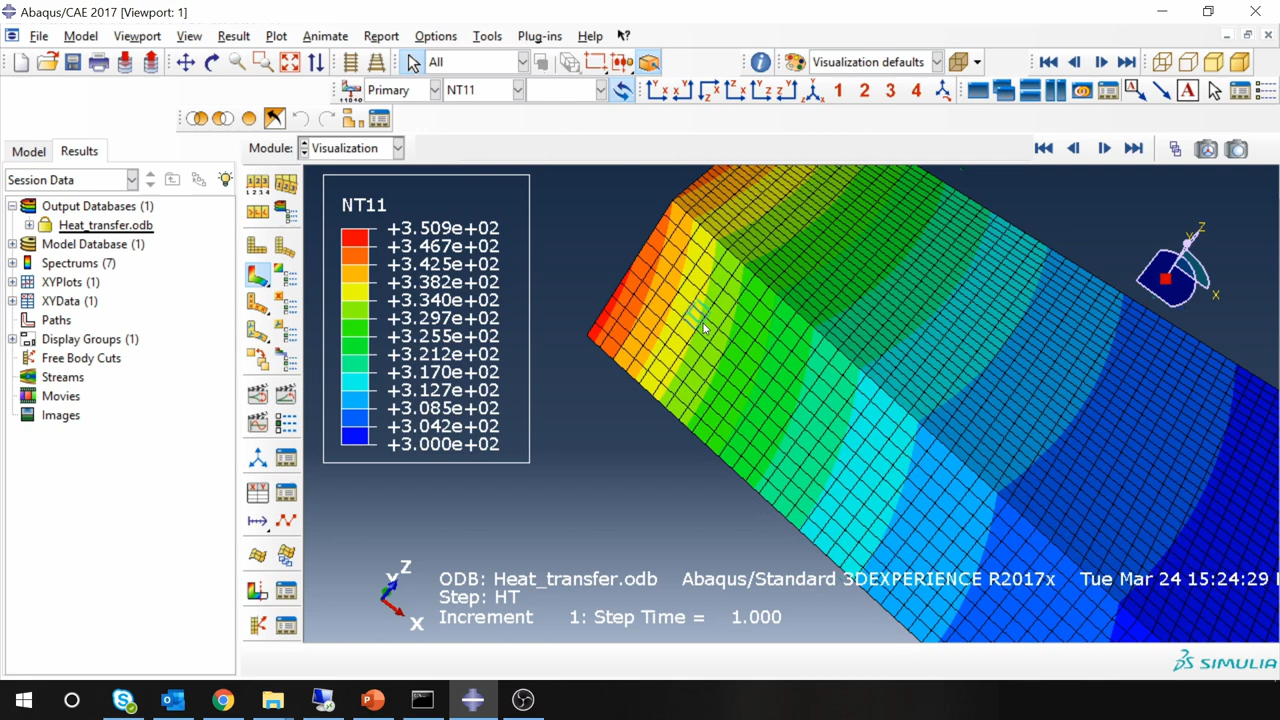 Abaqus/CAE 2017 [Viewport: 1]
File Model Viewport View Result Plot Animate Report Options Tools Plug-ins Help
All
Visualization defaults
Primary NT11
1 2 3 4
Model Results
Module: Visualization
Session Data
Output Databases (1)
Heat_transfer.odb
Model Database (1)
Spectrums (7)
XYPlots (1)
XYData (1)
Paths
Display Groups (1)
Free Body Cuts
Streams
Movies
Images
NT11
+3.509e+02
+3.467e+02
+3.425e+02
+3.382e+02
+3.340e+02
+3.297e+02
+3.255e+02
+3.212e+02
+3.170e+02
+3.127e+02
+3.085e+02
+3.042e+02
+3.000e+02
Z
Y
X
Z
Y
X
ODB: Heat_transfer.odb Abaqus/Standard 3DEXPERIENCE R2017x Tue Mar 24 15:24:29
Step: HT
Increment 1: Step Time = 1.000
SIMULIA